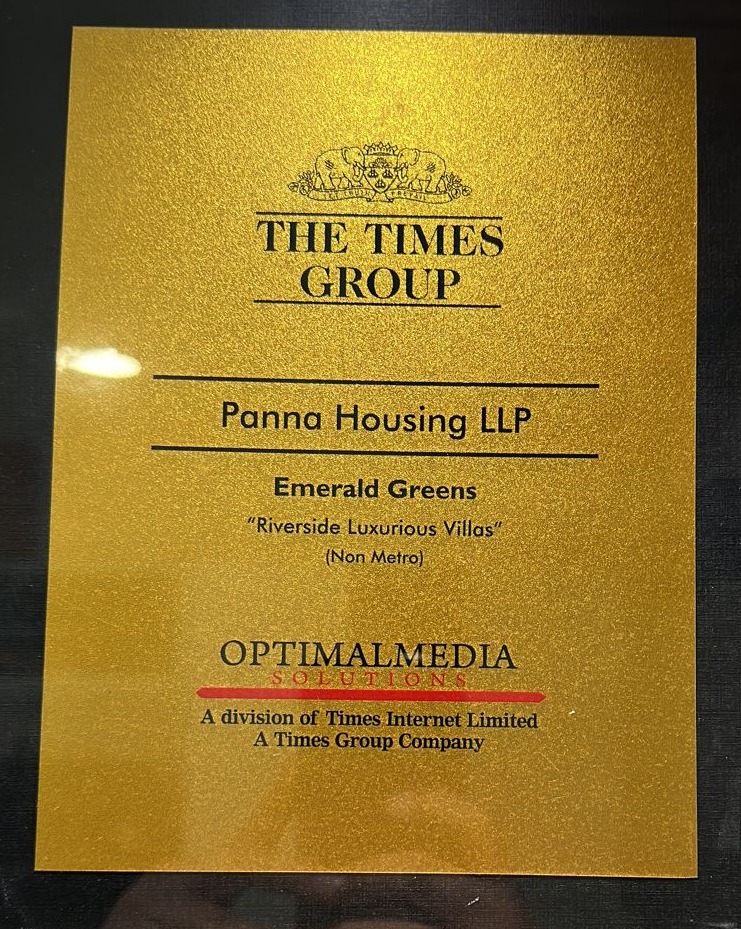 THE TIMES
GROUP
Panna Housing LLP
Emerald Greens
"Riverside Luxurious Villas"
(Non Metro)
OPTIMALMEDIA
SOLUTIONS
A division of Times Internet Limited
A Times Group Company